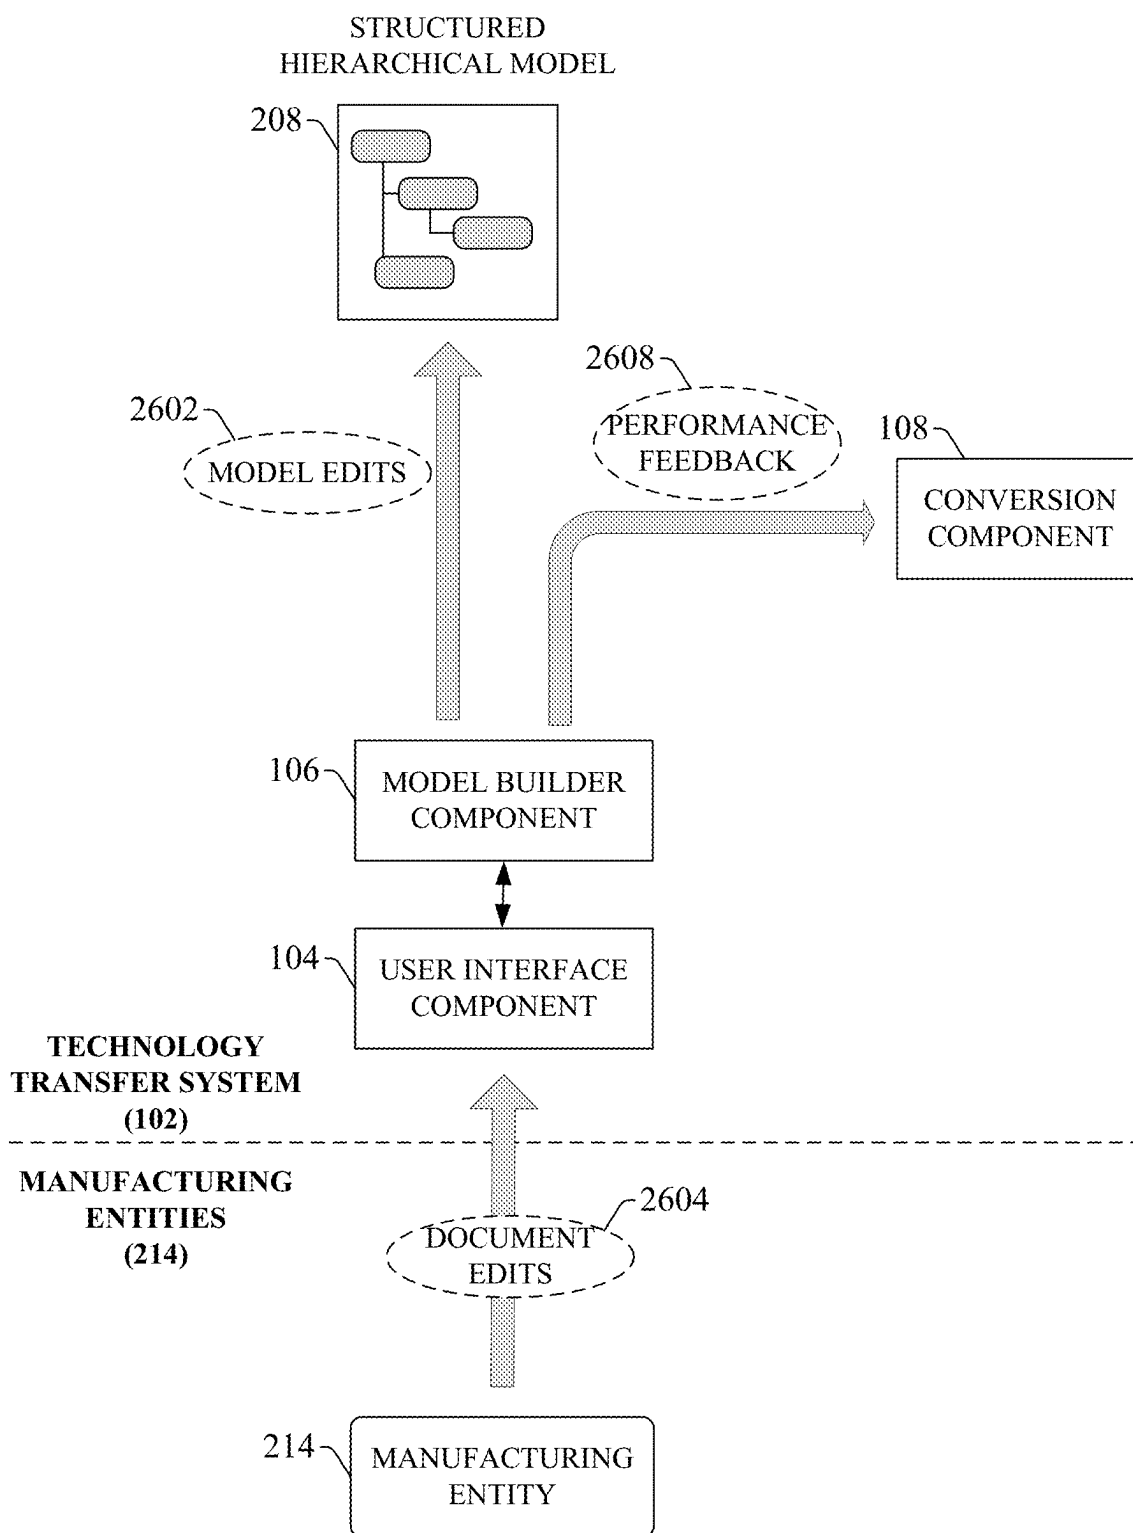 STRUCTURED
HIERARCHICAL MODEL
208
2608
2602
PERFORMANCE
FEEDBACK
108
MODEL EDITS
CONVERSION
COMPONENT
106
MODEL BUILDER
COMPONENT
104
USER INTERFACE
COMPONENT
TECHNOLOGY
TRANSFER SYSTEM
(102)
MANUFACTURING
ENTITIES
(214)
2604
DOCUMENT
EDITS
214
MANUFACTURING
ENTITY